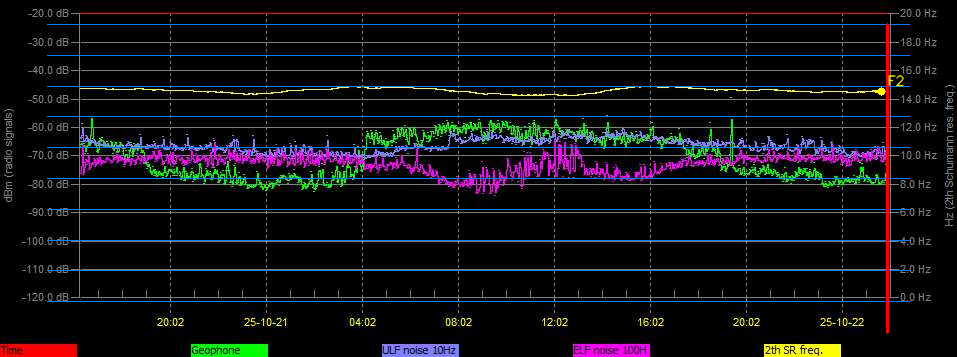 -20.0 dB 20.0 Hz
-30.0 dB 18.0 Hz
-40.0 dB 16.0 Hz
F2
-50.0 dB 14.0 Hz
-60.0 dB 12.0 Hz
-70.0 dB 10.0 Hz
-80.0 dB 8.0 Hz
-90.0 dB 6.0 Hz
-100.0 dB 4.0 Hz
-110.0 dB 2.0 Hz
-120.0 dB 0.0 Hz
dBm (radio signals)
Hz (2th Schumann res. freq.)
20:02 25-10-21 04:02 08:02 12:02 16:02 20:02 25-10-22
Time Geophone ULF noise 10Hz ELF noise 100H 2th SR freq.